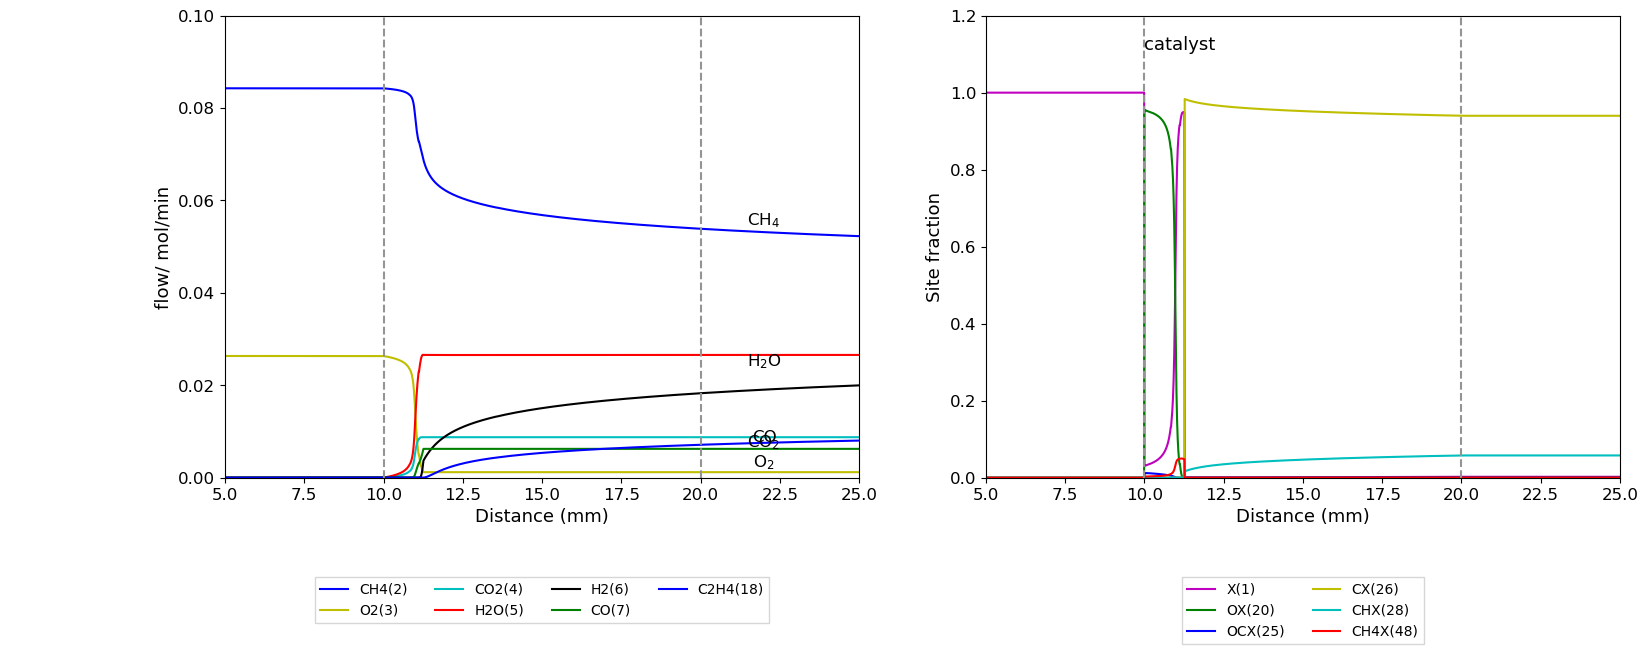 0.10
0.08
0.06
0.04
0.02
0.00
flow/ mol/min
CH₄
H₂O
CO
CO₂
O₂
5.0 7.5 10.0 12.5 15.0 17.5 20.0 22.5 25.0
Distance (mm)
CH4(2) CO2(4) H2(6) C2H4(18)
O2(3) H2O(5) CO(7)
1.2
1.0
0.8
0.6
0.4
0.2
0.0
Site fraction
catalyst
5.0 7.5 10.0 12.5 15.0 17.5 20.0 22.5 25.0
Distance (mm)
X(1) CX(26)
OX(20) CHX(28)
OCX(25) CH4X(48)